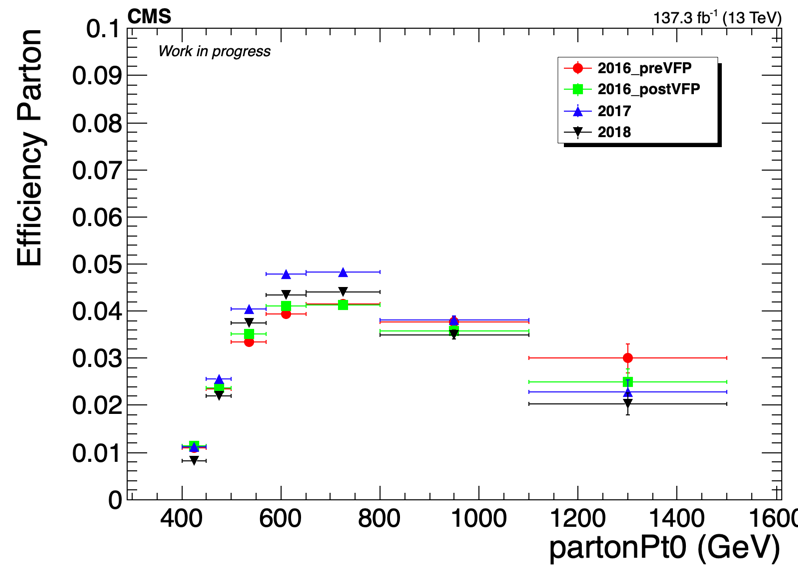 CMS
137.3 fb⁻¹ (13 TeV)
Work in progress
2016_preVFP
2016_postVFP
2017
2018
Efficiency Parton
0.1
0.09
0.08
0.07
0.06
0.05
0.04
0.03
0.02
0.01
0
400 600 800 1000 1200 1400 1600
partonPt0 (GeV)